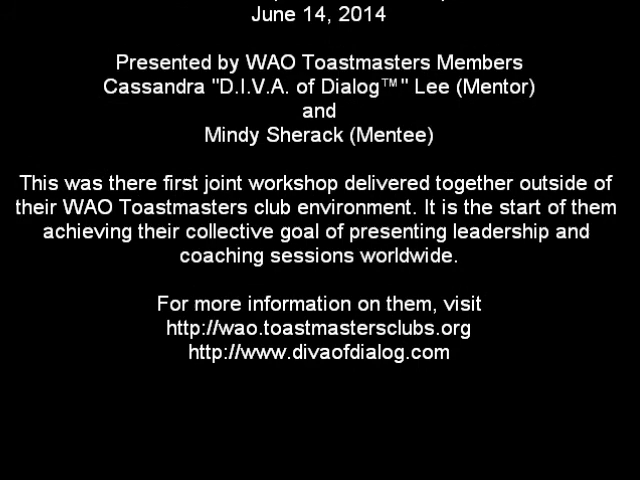 June 14, 2014
Presented by WAO Toastmasters Members
Cassandra "D.I.V.A. of Dialog™" Lee (Mentor)
and
Mindy Sherack (Mentee)
This was there first joint workshop delivered together outside of
their WAO Toastmasters club environment. It is the start of them
achieving their collective goal of presenting leadership and
coaching sessions worldwide.
For more information on them, visit
http://wao.toastmastersclubs.org
http://www.divaofdialog.com